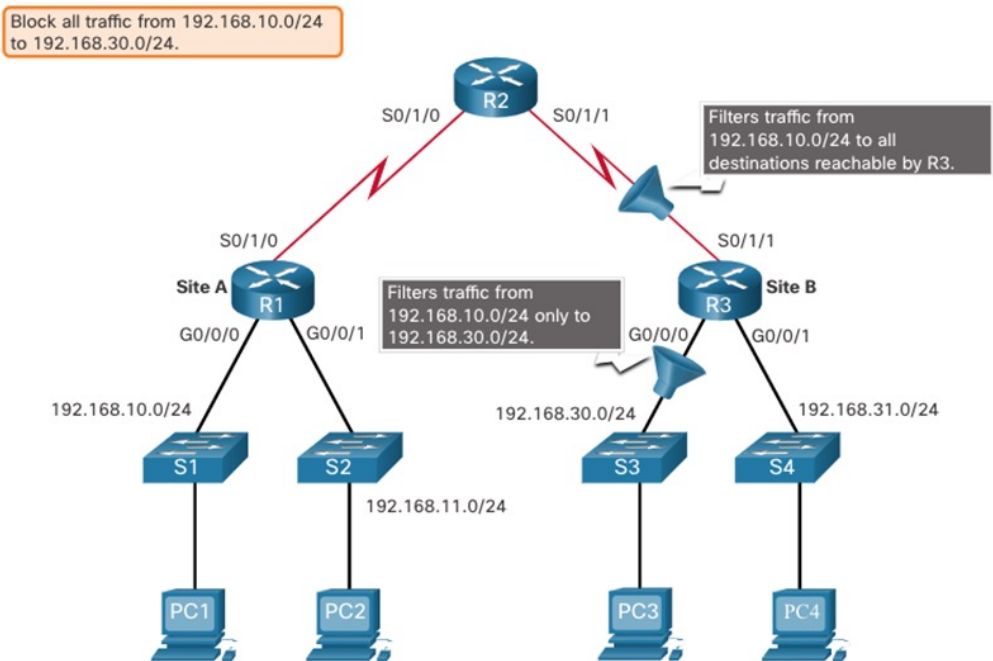 Block all traffic from 192.168.10.0/24
to 192.168.30.0/24.
R2
S0/1/0
S0/1/1
Filters traffic from
192.168.10.0/24 to all
destinations reachable by R3.
S0/1/0
S0/1/1
Site A
R1
Filters traffic from
192.168.10.0/24 only to
192.168.30.0/24.
R3
Site B
G0/0/0
G0/0/1
G0/0/0
G0/0/1
192.168.10.0/24
192.168.30.0/24
192.168.31.0/24
S1
S2
S3
S4
192.168.11.0/24
PC1
PC2
PC3
PC4